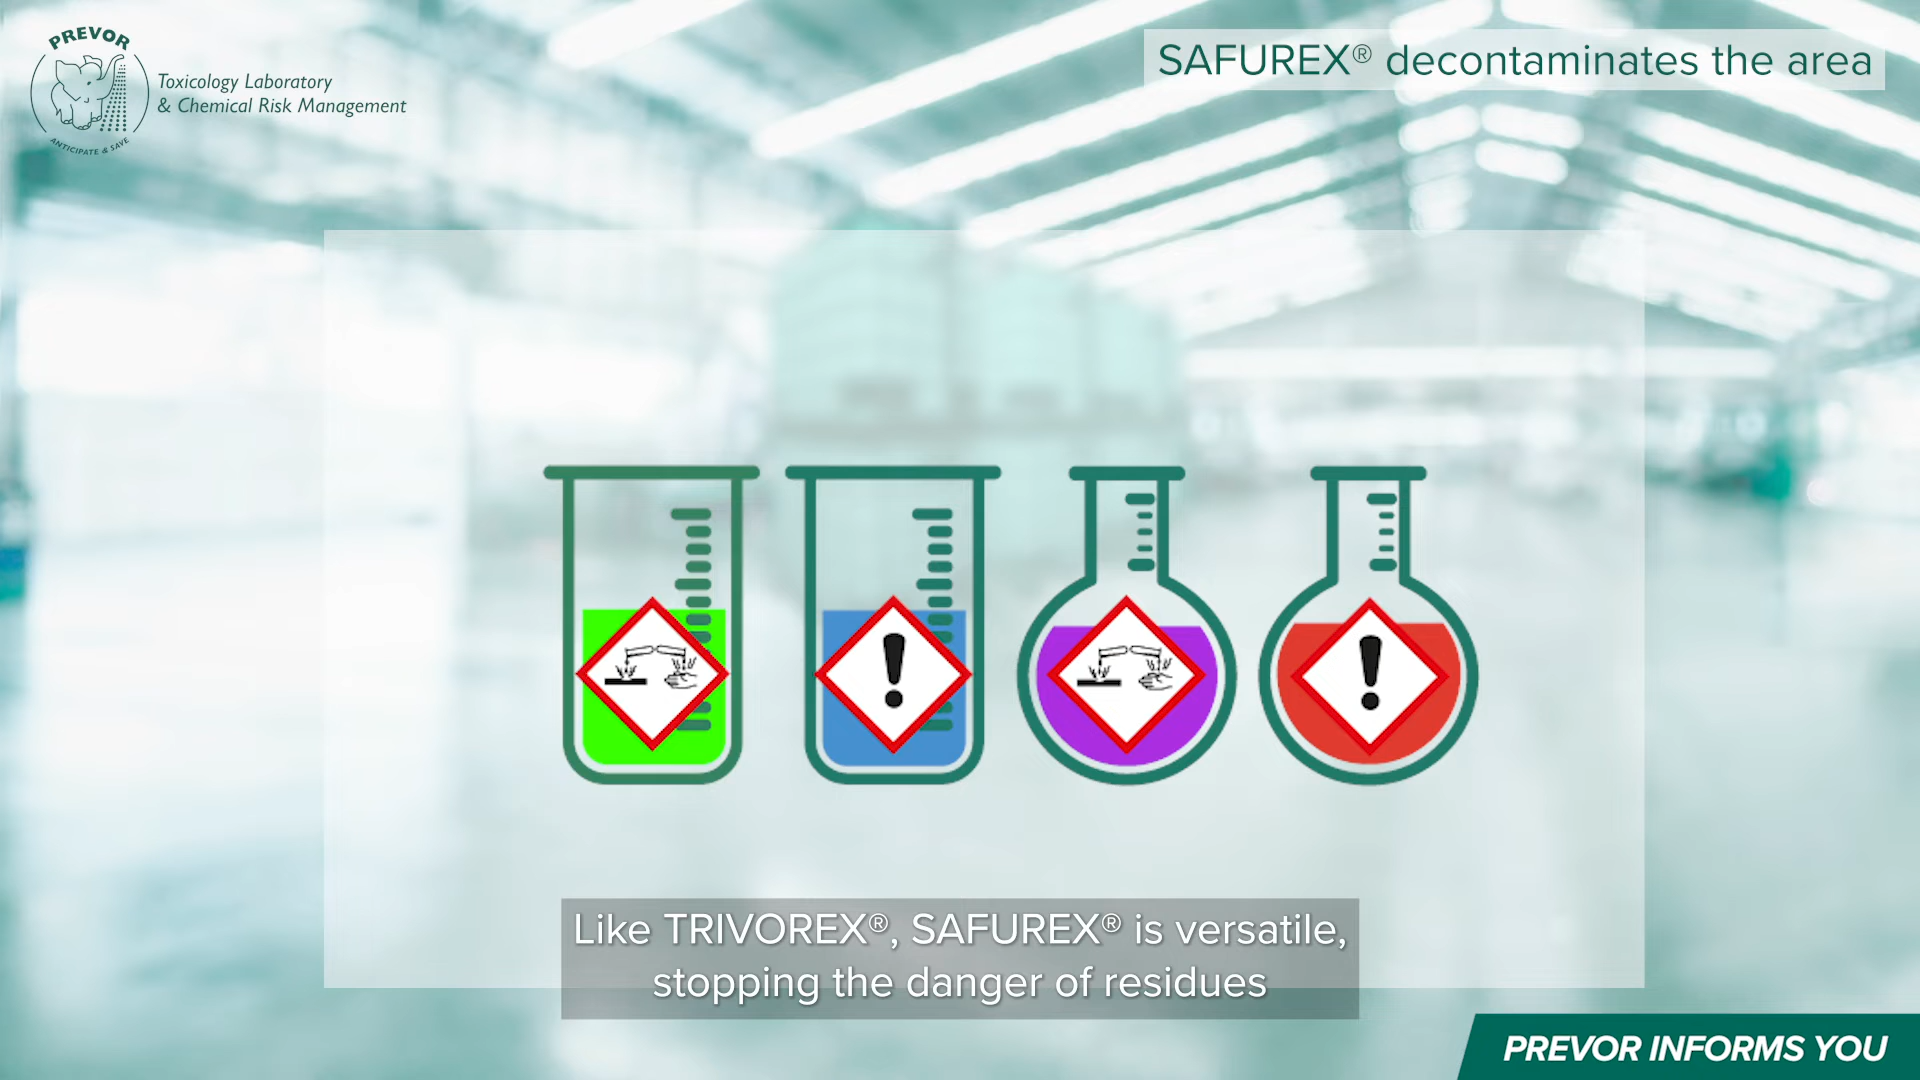 PREVOR
Toxicology Laboratory
& Chemical Risk Management
ANTICIPATE & SAVE
SAFUREX® decontaminates the area
Like TRIVOREX®, SAFUREX® is versatile,
stopping the danger of residues
PREVOR INFORMS YOU